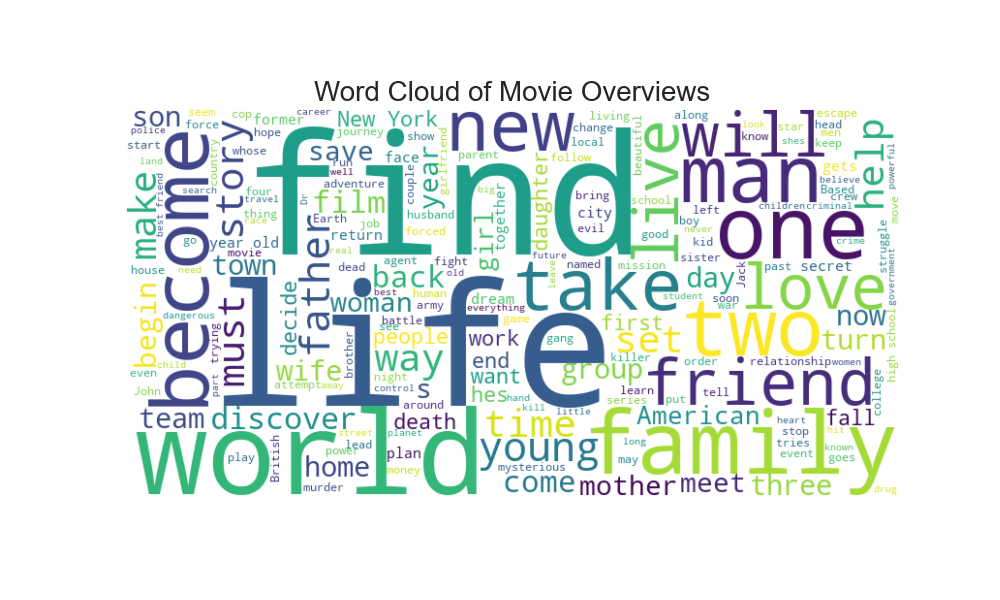 Word Cloud of Movie Overviews
son
seem
cop
former
career
New York
new
living
along
escape
police
force
hope
journey
show
change
will
star
head
start
whose
save
face
year
girlfriend
parent
follow
local
beautiful
live
know
look
shes
men
keep
help
land
country
story
run
well
couple
find
man
gets
believe
powerful
become
search
best friend
travel
four
adventure
film
husband
girl
big
together
daughter
bring
city
school
Based
crew
children
criminal
move
make
thing
race
Dr
Earth
job
forced
evil
boy
left
one
crime
go
year old
movie
return
father
real
good
never
kid
sister
struggle
house
need
town
dead
back
fight
old
future
named
mission
day
Jack
past
secret
government
begin
dangerous
must
decide
woman
best
human
army
dream
everything
leave
take
student
soon
war
love
now
life
battle
see
people
game
first
set
two
turn
high school
child
trying
part
even
John
wife
brother
night
way
work
end
gang
killer
group
order
relationship
women
attempt
away
control
s
want
hes
hand
learn
series
put
tell
friend
college
team
discover
around
death
kill
little
time
American
heart
fall
hit
world
street
planet
lead
power
young
long
family
stop
tries
event
known
goes
play
British
home
plan
money
mysterious
may
murder
come
mother
meet
three
drug
agent